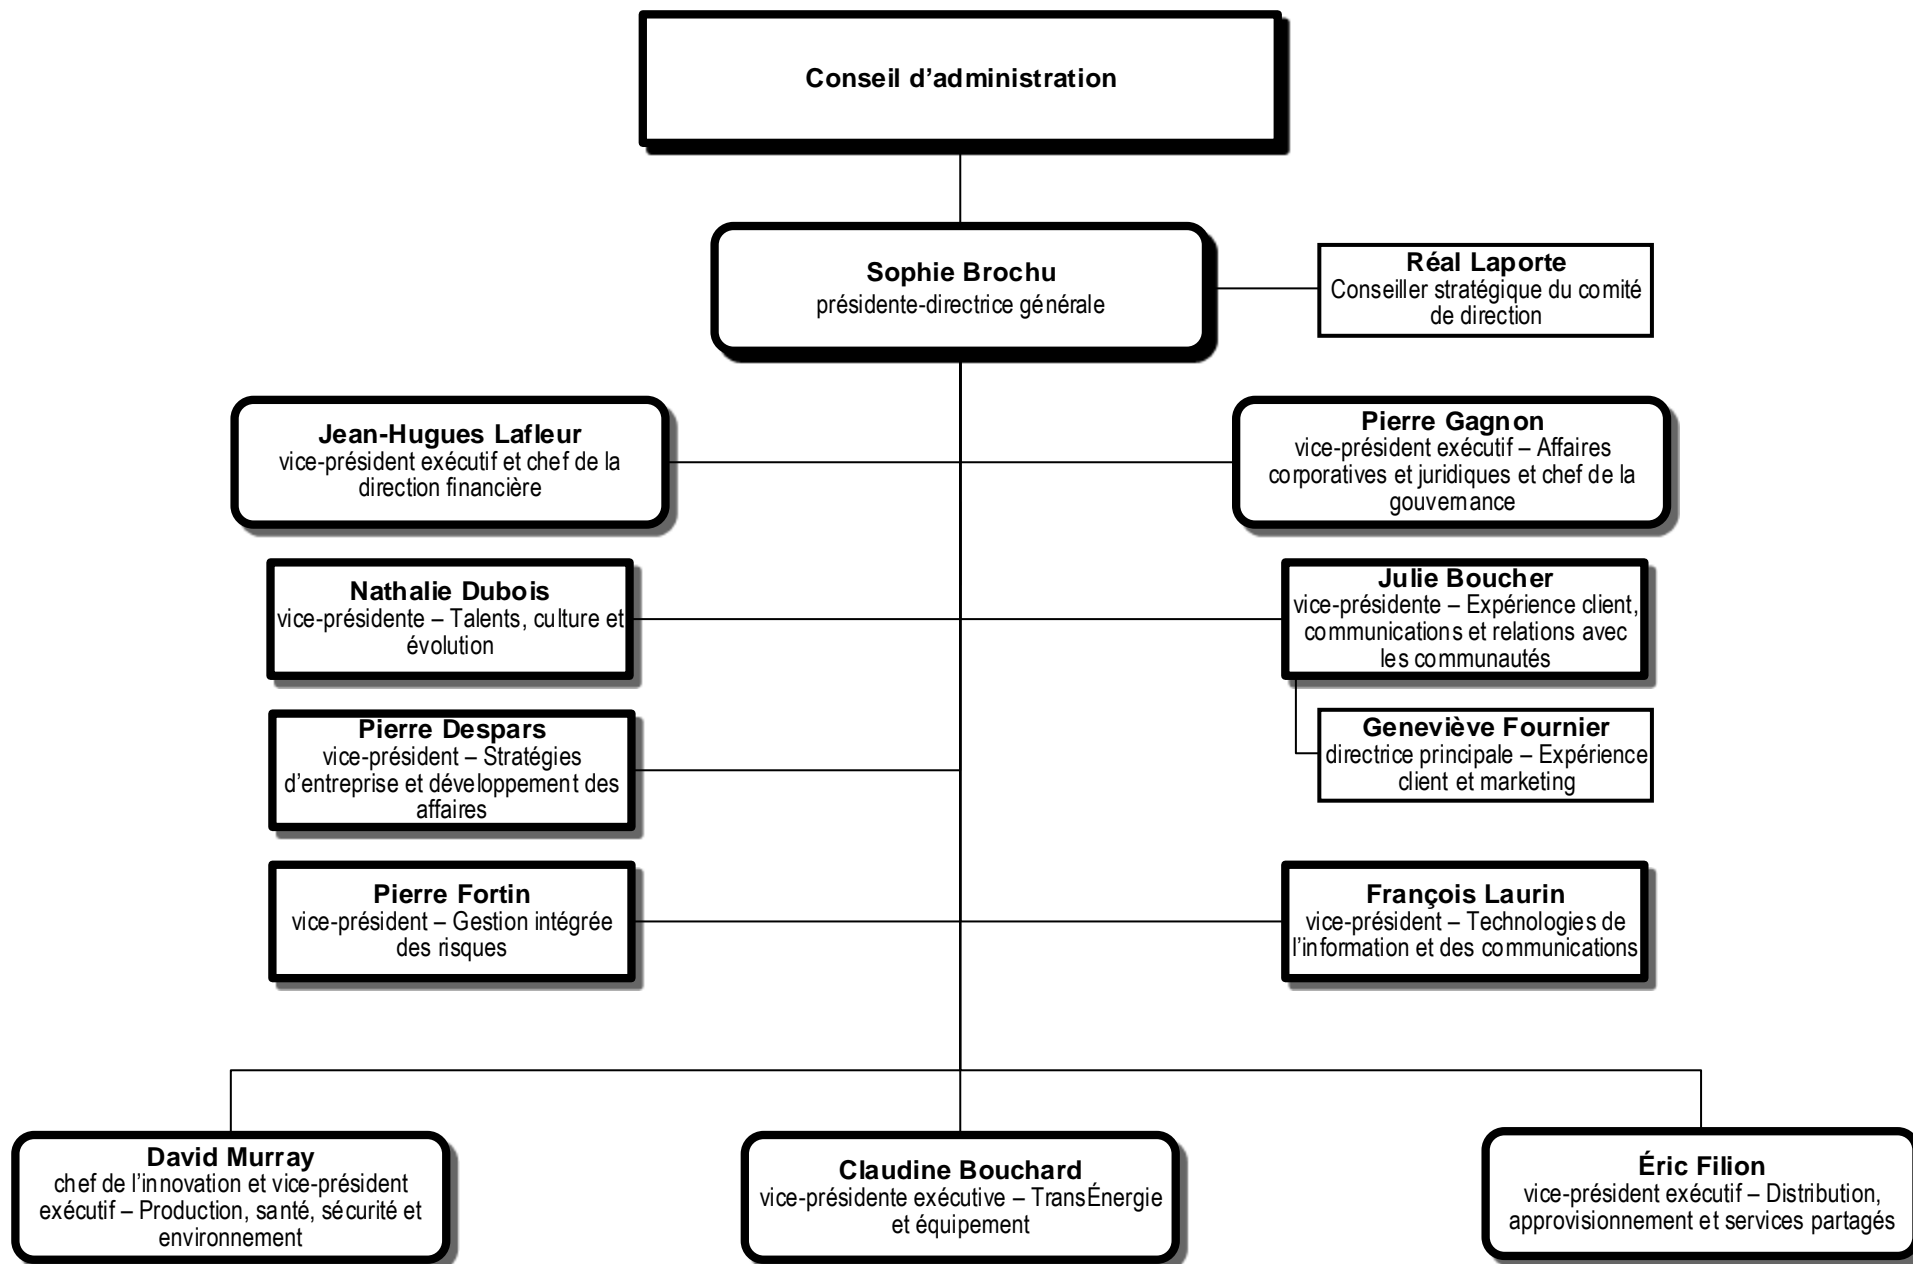 Conseil d’administration
Sophie Brochu
présidente-directrice générale
Réal Laporte
Conseiller stratégique du comité
de direction
Jean-Hugues Lafleur
vice-président exécutif et chef de la
direction financière
Pierre Gagnon
vice-président exécutif – Affaires
corporatives et juridiques et chef de la
gouvernance
Nathalie Dubois
vice-présidente – Talents, culture et
évolution
Julie Boucher
vice-présidente – Expérience client,
communications et relations avec
les communautés
Pierre Despars
vice-président – Stratégies
d’entreprise et développement des
affaires
Geneviève Fournier
directrice principale – Expérience
client et marketing
Pierre Fortin
vice-président – Gestion intégrée
des risques
François Laurin
vice-président – Technologies de
l’information et des communications
David Murray
chef de l’innovation et vice-président
exécutif – Production, santé, sécurité et
environnement
Claudine Bouchard
vice-présidente exécutive – TransÉnergie
et équipement
Éric Filion
vice-président exécutif – Distribution,
approvisionnement et services partagés